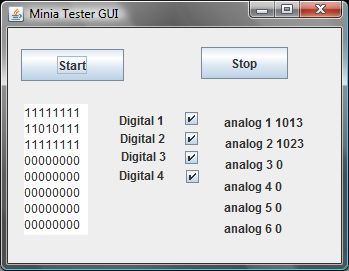 Minia Tester GUI
Start
Stop
11111111
11010111
11111111
00000000
00000000
00000000
00000000
00000000
Digital 1
Digital 2
Digital 3
Digital 4
analog 1 1013
analog 2 1023
analog 3 0
analog 4 0
analog 5 0
analog 6 0